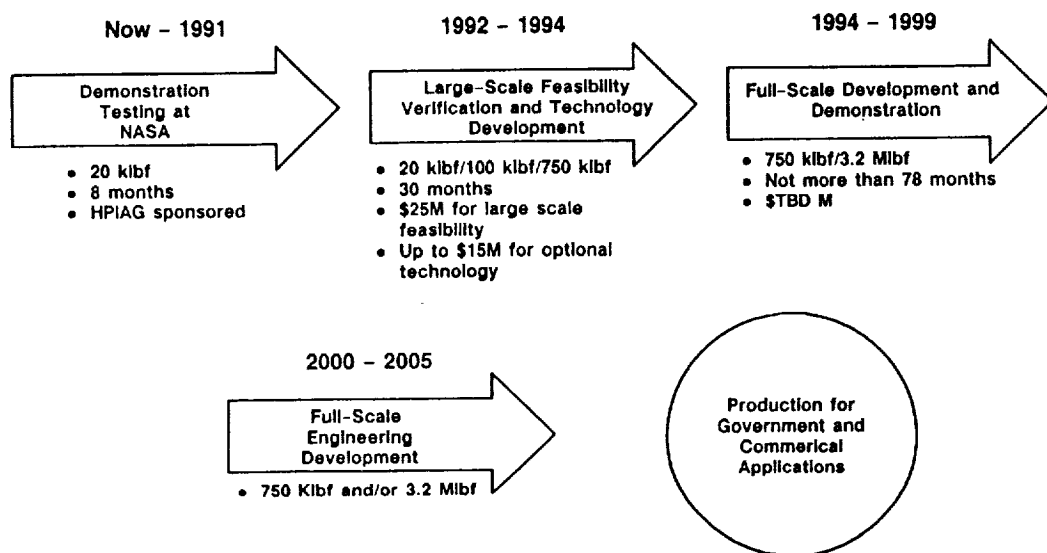 Now – 1991
Demonstration
Testing at
NASA
• 20 klbf
• 8 months
• HPIAG sponsored
1992 – 1994
Large-Scale Feasibility
Verification and Technology
Development
• 20 klbf/100 klbf/750 klbf
• 30 months
• $25M for large scale
feasibility
• Up to $15M for optional
technology
1994 – 1999
Full-Scale Development and
Demonstration
• 750 klbf/3.2 Mlbf
• Not more than 78 months
• $TBD M
2000 – 2005
Full-Scale
Engineering
Development
• 750 Klbf and/or 3.2 Mlbf
Production for
Government and
Commerical
Applications